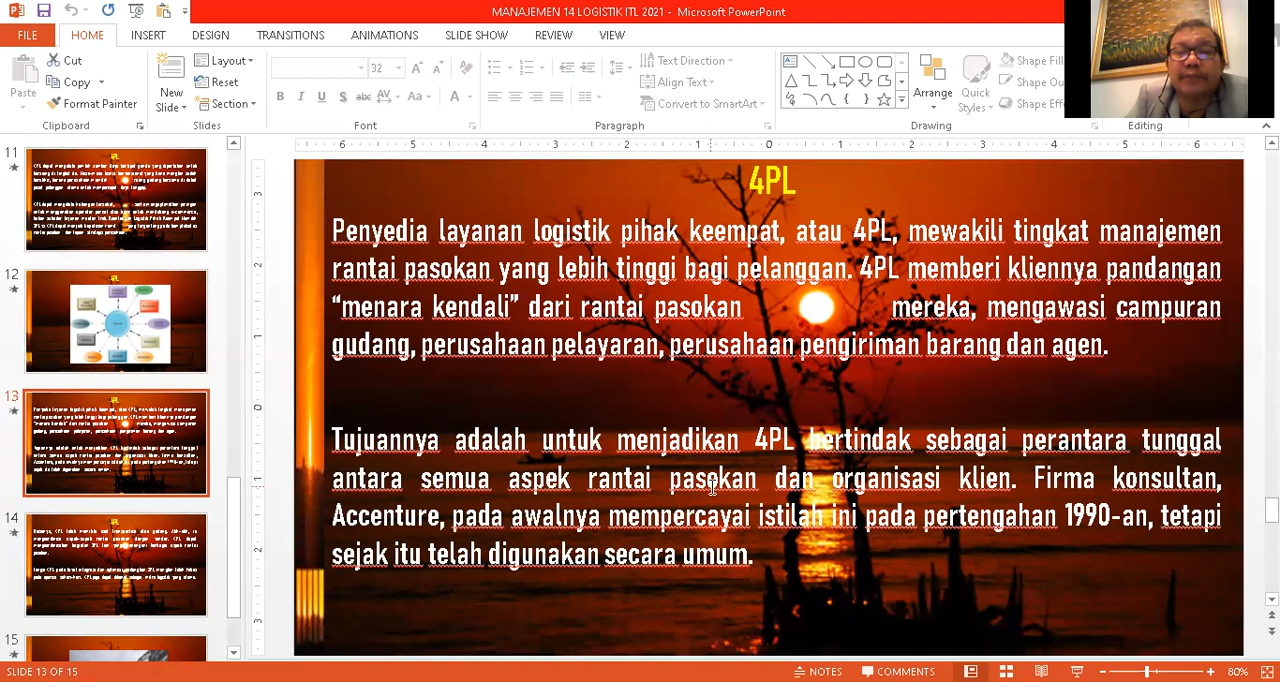 MANAJEMEN 14 LOGISTIK ITL 2021 - Microsoft PowerPoint
FILE HOME INSERT DESIGN TRANSITIONS ANIMATIONS SLIDE SHOW REVIEW VIEW
Paste
Cut
Copy
Format Painter
Clipboard
New Slide
Layout
Reset
Section
Slides
32
Font
Text Direction
Align Text
Convert to SmartArt
Paragraph
Arrange
Quick Styles
Shape Fill
Shape Ou
Shape Effe
Drawing
Editing
11
12
13
14
15
4PL
Penyedia layanan logistik pihak keempat, atau 4PL, mewakili tingkat manajemen
rantai pasokan yang lebih tinggi bagi pelanggan. 4PL memberi kliennya pandangan
“menara kendali” dari rantai pasokan mereka, mengawasi campuran
gudang, perusahaan pelayaran, perusahaan pengiriman barang dan agen.
Tujuannya adalah untuk menjadikan 4PL bertindak sebagai perantara tunggal
antara semua aspek rantai pasokan dan organisasi klien. Firma konsultan,
Accenture, pada awalnya mempercayai istilah ini pada pertengahan 1990-an, tetapi
sejak itu telah digunakan secara umum.
SLIDE 13 OF 15
NOTES
COMMENTS
80%